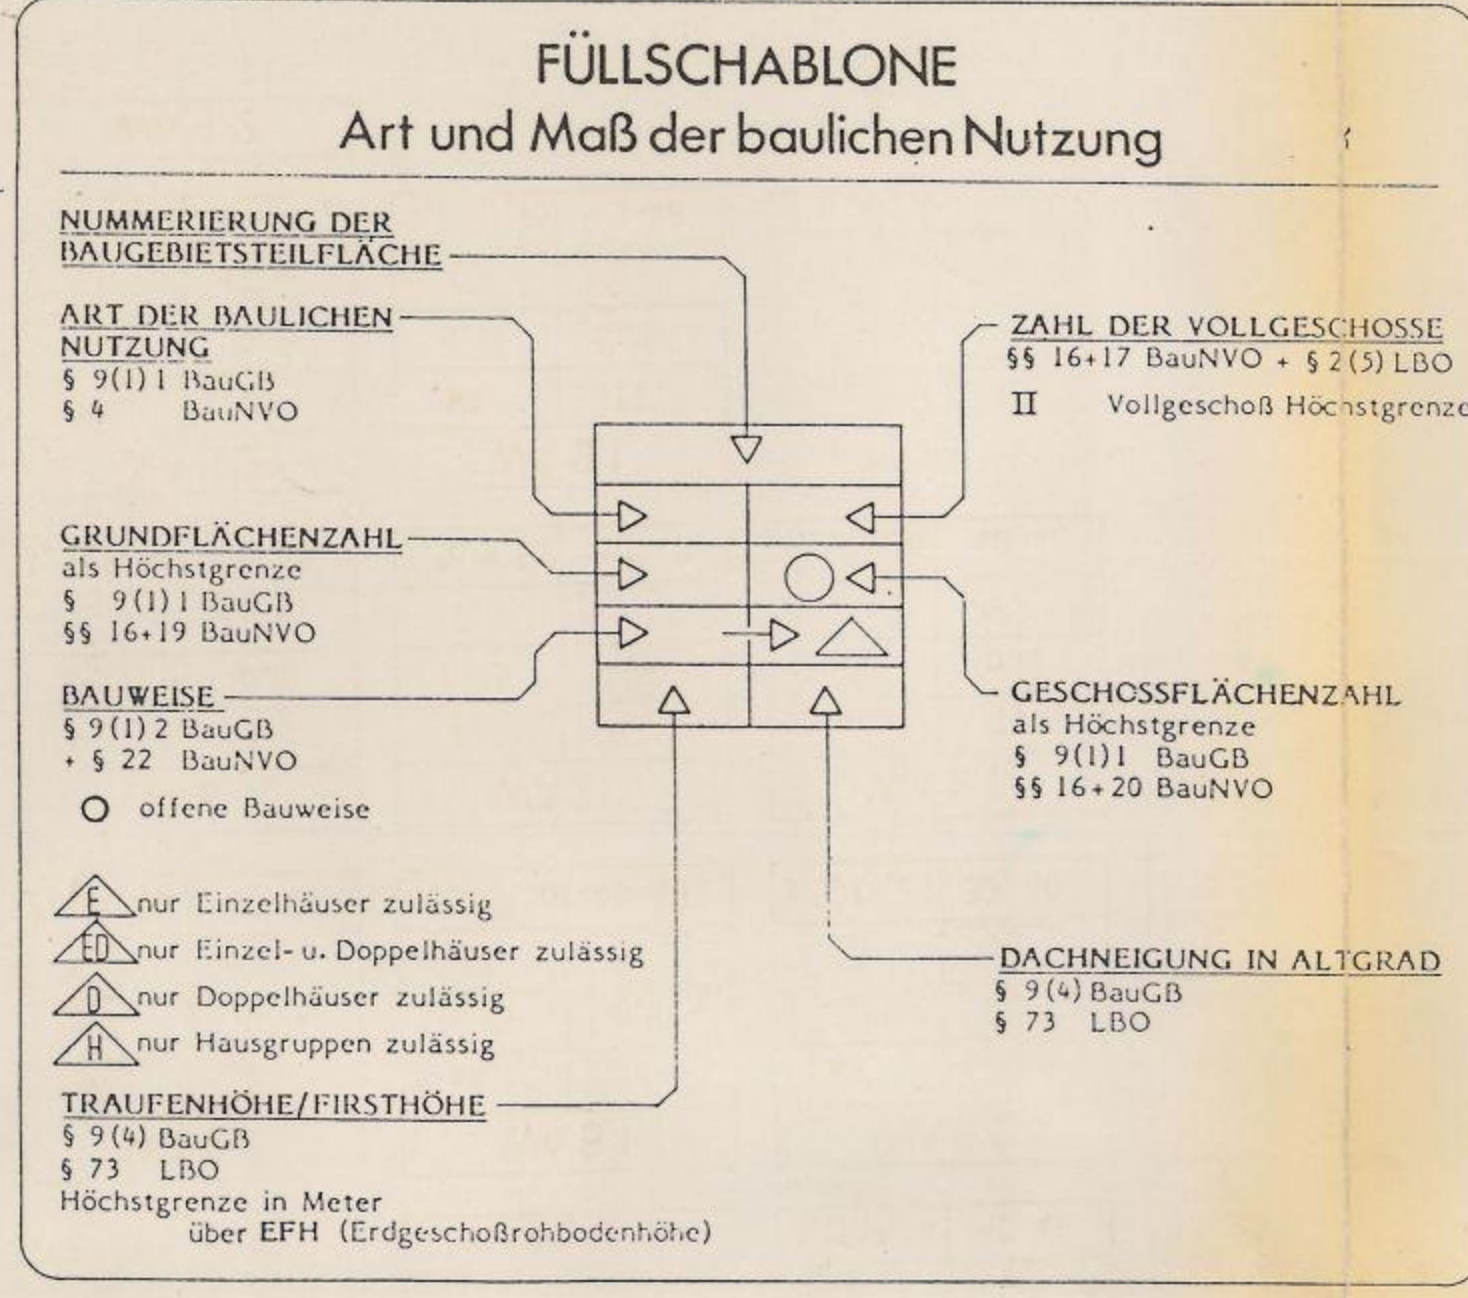 FÜLLSCHABLONE
Art und Maß der baulichen Nutzung
NUMMERIERUNG DER
BAUGEBIETSTEILFLÄCHE
ART DER BAULICHEN
NUTZUNG
§ 9(1)1 BauGB
§ 4 BauNVO
GRUNDFLÄCHENZAHL
als Höchstgrenze
§ 9(1)1 BauGB
§§ 16+19 BauNVO
BAUWEISE
§ 9(1)2 BauGB
+ § 22 BauNVO
O offene Bauweise
E nur Einzelhäuser zulässig
ED nur Einzel- u. Doppelhäuser zulässig
D nur Doppelhäuser zulässig
H nur Hausgruppen zulässig
TRAUFENHÖHE/FIRSTHÖHE
§ 9(4) BauGB
§ 73 LBO
Höchstgrenze in Meter
über EFH (Erdgeschoßrohbodenhöhe)
ZAHL DER VOLLGESCHOSSE
§§ 16+17 BauNVO + § 2(5) LBO
II Vollgeschoß Höchstgrenze
GESCHOSSFLÄCHENZAHL
als Höchstgrenze
§ 9(1)1 BauGB
§§ 16+20 BauNVO
DACHNEIGUNG IN ALTGRAD
§ 9(4) BauGB
§ 73 LBO